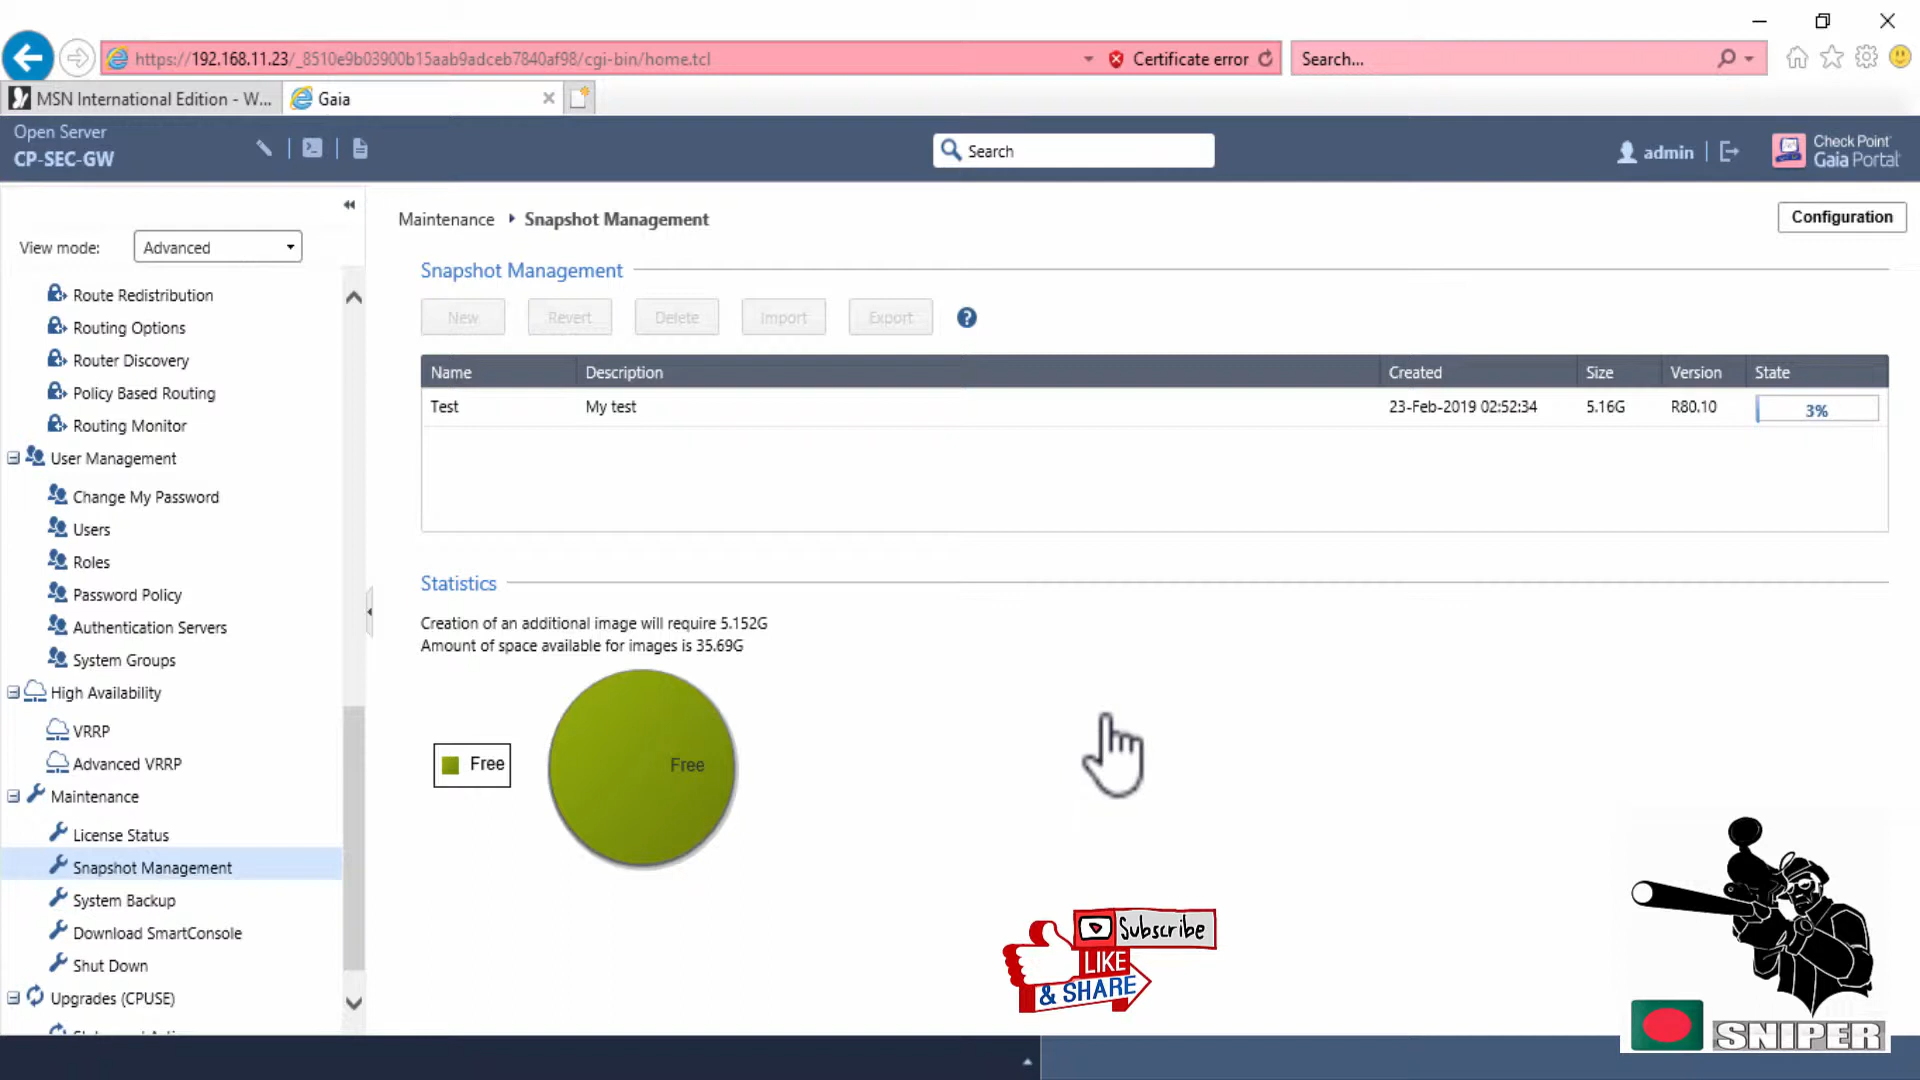 https://192.168.11.23/_8510e9b03900b15aab9adceb7840af98/cgi-bin/home.tcl
Certificate error
Search...
MSN International Edition - W...
Gaia
Open Server
CP-SEC-GW
Search
admin
Check Point
Gaia Portal
View mode:
Advanced
Route Redistribution
Routing Options
Router Discovery
Policy Based Routing
Routing Monitor
User Management
Change My Password
Users
Roles
Password Policy
Authentication Servers
System Groups
High Availability
VRRP
Advanced VRRP
Maintenance
License Status
Snapshot Management
System Backup
Download SmartConsole
Shut Down
Upgrades (CPUSE)
Maintenance
Snapshot Management
Configuration
Snapshot Management
New
Revert
Delete
Import
Export
?
Name
Description
Created
Size
Version
State
Test
My test
23-Feb-2019 02:52:34
5.16G
R80.10
3%
Statistics
Creation of an additional image will require 5.152G
Amount of space available for images is 35.69G
Free
Free
Subscribe
LIKE
& SHARE
SNIPER